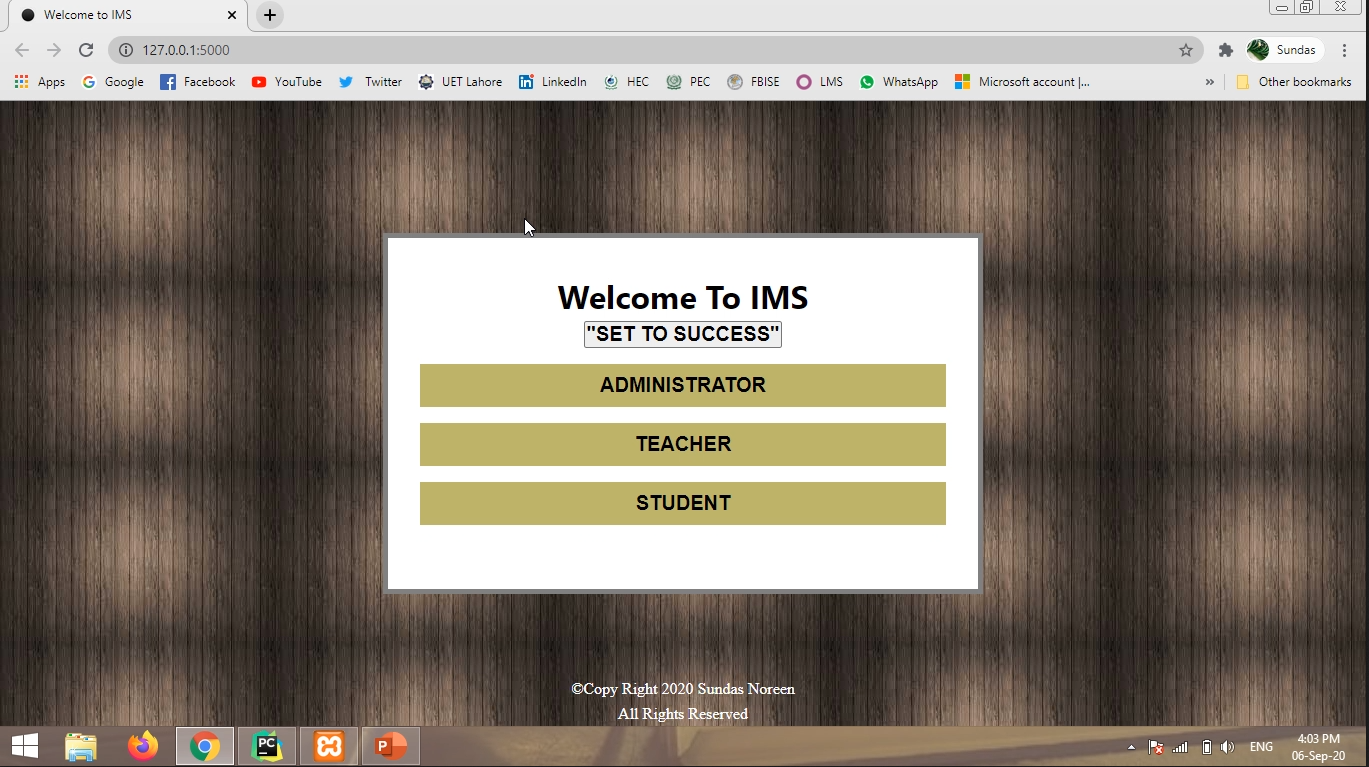 Welcome to IMS
127.0.0.1:5000
Sundas
Apps
Google
Facebook
YouTube
Twitter
UET Lahore
LinkedIn
HEC
PEC
FBISE
LMS
WhatsApp
Microsoft account |...
»
Other bookmarks
Welcome To IMS
"SET TO SUCCESS"
ADMINISTRATOR
TEACHER
STUDENT
©Copy Right 2020 Sundas Noreen
All Rights Reserved
PC
P
ENG
4:03 PM
06-Sep-20